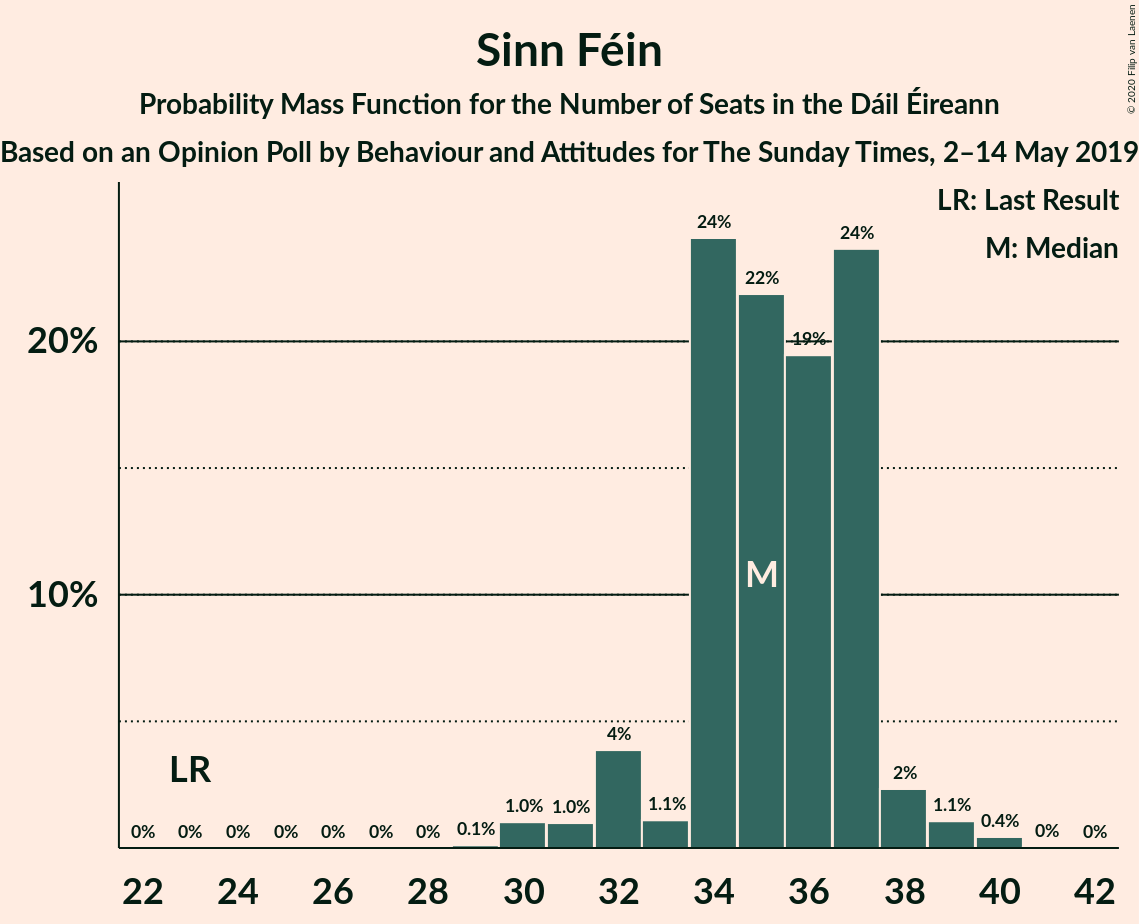 Sinn Féin
Probability Mass Function for the Number of Seats in the Dáil Éireann
Based on an Opinion Poll by Behaviour and Attitudes for The Sunday Times, 2–14 May 2019
© 2020 Filip van Laenen
LR: Last Result
M: Median
20%
10%
0% 0% 0% 0% 0% 0% 0% 0.1% 1.0% 1.0% 4% 1.1% 24% 22% 19% 24% 2% 1.1% 0.4% 0% 0%
M
LR
22 24 26 28 30 32 34 36 38 40 42